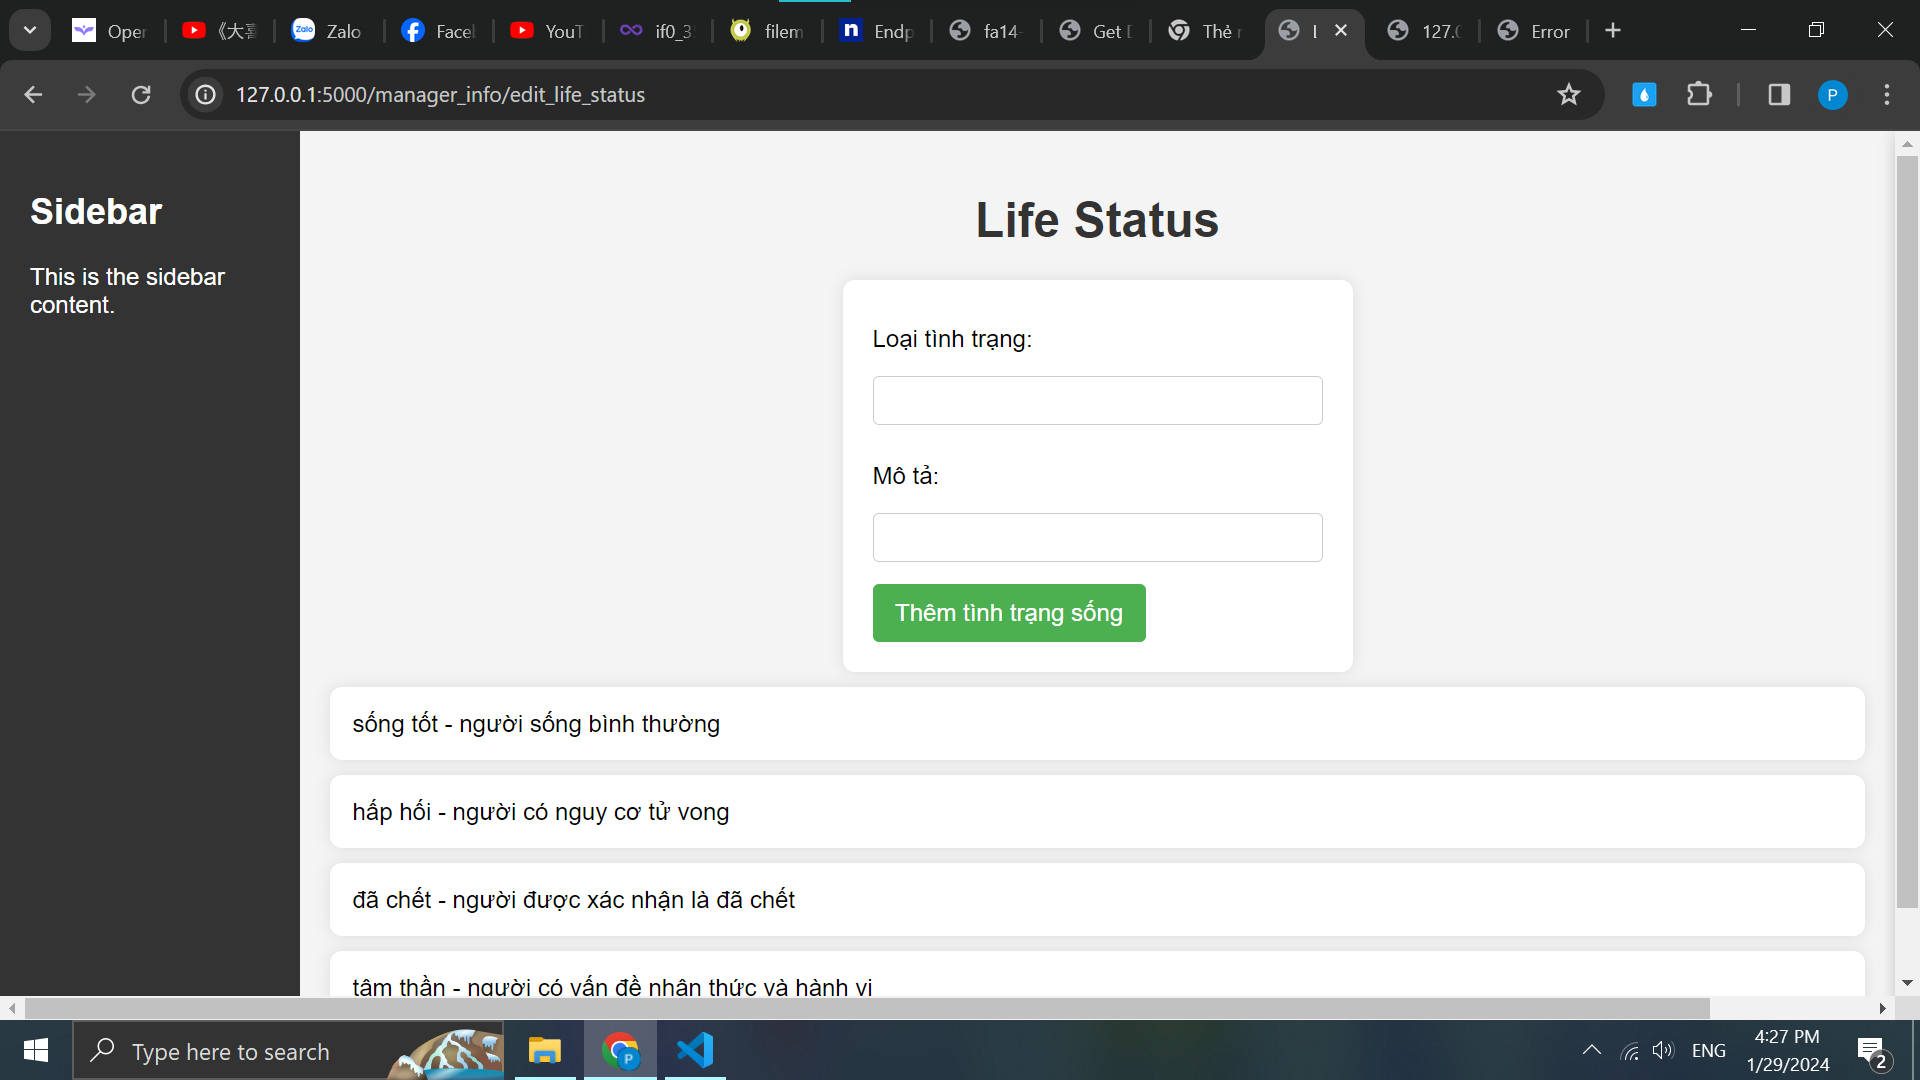 Oper
《大喜
Zalo
Facel
YouT
if0_3
filem
Endp
fa14-
Get D
Thẻ r
127.0
Error
127.0.0.1:5000/manager_info/edit_life_status
P
Sidebar
This is the sidebar
content.
Life Status
Loại tình trạng:
Mô tả:
Thêm tình trạng sống
sống tốt - người sống bình thường
hấp hối - người có nguy cơ tử vong
đã chết - người được xác nhận là đã chết
tâm thần - người có vấn đề nhận thức và hành vi
Type here to search
ENG
4:27 PM
1/29/2024
2